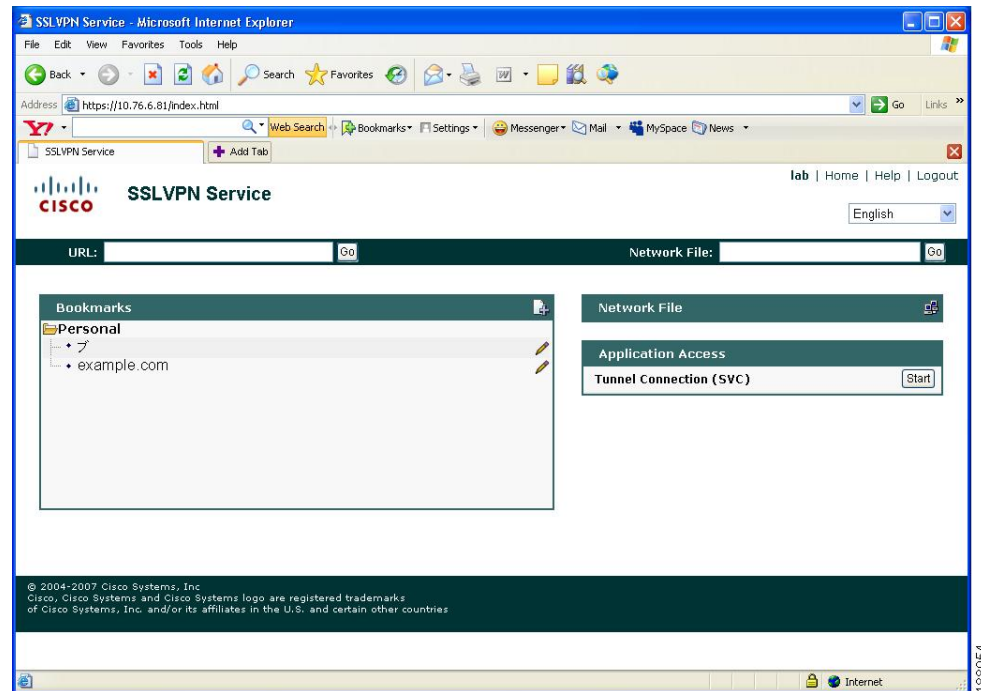 SSLVPN Service - Microsoft Internet Explorer
File Edit View Favorites Tools Help
Back Search Favorites
Address https://10.76.6.81/index.html Go Links »
Y! Web Search Bookmarks Settings Messenger Mail MySpace News
SSLVPN Service Add Tab
lab | Home | Help | Logout
CISCO SSLVPN Service
English
URL: Go Network File: Go
Bookmarks
Personal
ブ
example.com
Network File
Application Access
Tunnel Connection (SVC) Start
© 2004-2007 Cisco Systems, Inc
Cisco, Cisco Systems and Cisco Systems logo are registered trademarks
of Cisco Systems, Inc. and/or its affiliates in the U.S. and certain other countries
Internet